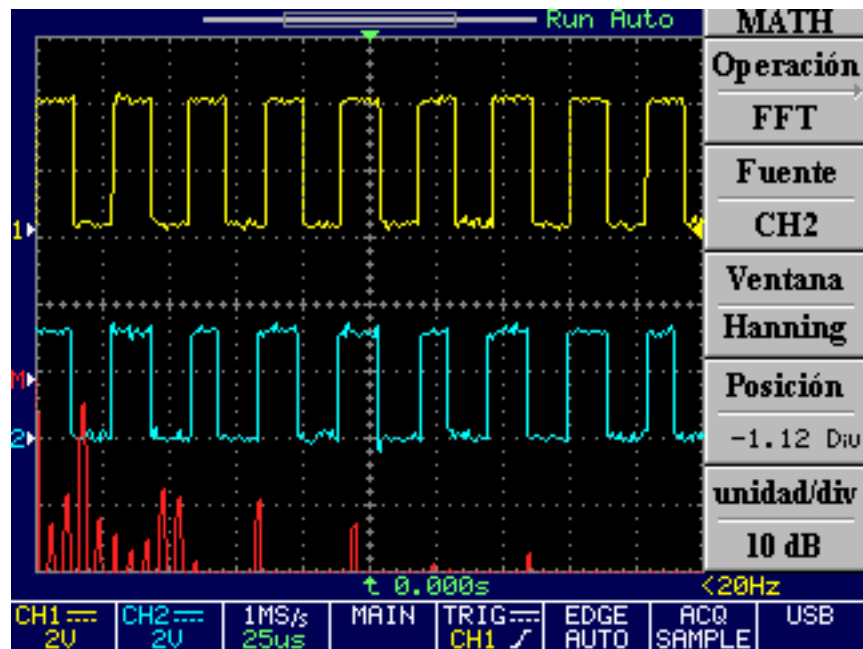 Run Auto
MATH
Operación
FFT
Fuente
CH2
Ventana
Hanning
Posición
-1.12 Div
unidad/div
10 dB
1
M
2
0.000s
<20Hz
CH1
2V
CH2
2V
1MS/s
25us
MAIN
TRIG
CH1
EDGE
AUTO
ACQ
SAMPLE
USB